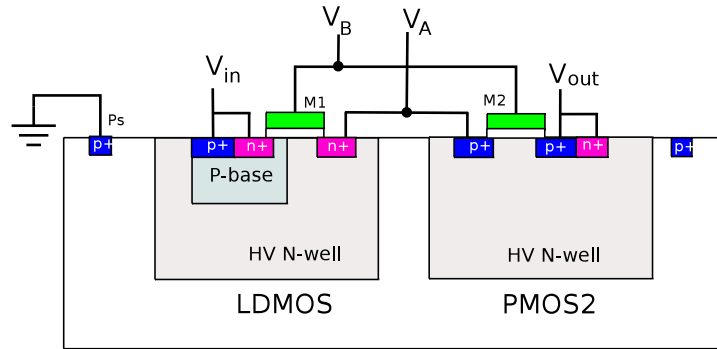 V_B V_A
V_in V_out
Ps M1 M2
p+ p+ n+ n+ p+ p+ n+ p+
P-base
HV N-well HV N-well
LDMOS PMOS2